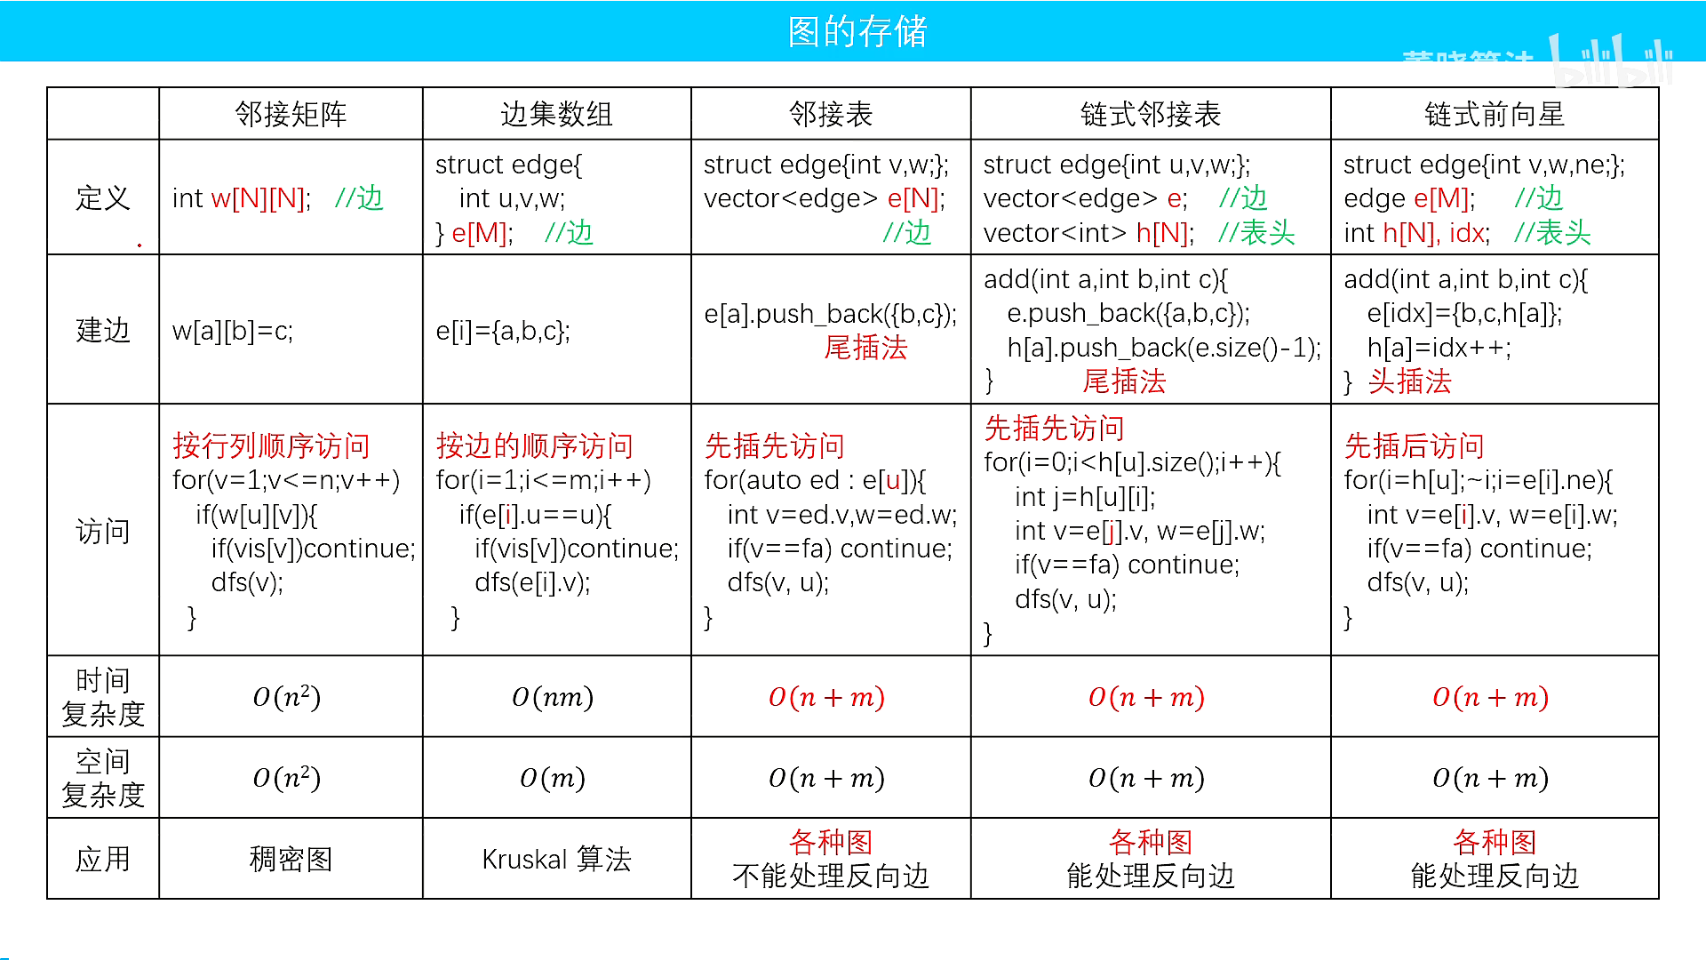 图的存储
bilibili
邻接矩阵
边集数组
邻接表
链式邻接表
链式前向星
定义
int w[N][N]; //边
struct edge{
int u,v,w;
} e[M]; //边
struct edge{int v,w;};
vector<edge> e[N];
//边
struct edge{int u,v,w;};
vector<edge> e; //边
vector<int> h[N]; //表头
struct edge{int v,w,ne;};
edge e[M]; //边
int h[N], idx; //表头
建边
w[a][b]=c;
e[i]={a,b,c};
e[a].push_back({b,c});
尾插法
add(int a,int b,int c){
e.push_back({a,b,c});
h[a].push_back(e.size()-1);
} 尾插法
add(int a,int b,int c){
e[idx]={b,c,h[a]};
h[a]=idx++;
} 头插法
访问
按行列顺序访问
for(v=1;v<=n;v++)
if(w[u][v]){
if(vis[v])continue;
dfs(v);
}
按边的顺序访问
for(i=1;i<=m;i++)
if(e[i].u==u){
if(vis[v])continue;
dfs(e[i].v);
}
先插先访问
for(auto ed : e[u]){
int v=ed.v,w=ed.w;
if(v==fa) continue;
dfs(v, u);
}
先插先访问
for(i=0;i<h[u].size();i++){
int j=h[u][i];
int v=e[j].v, w=e[j].w;
if(v==fa) continue;
dfs(v, u);
}
先插后访问
for(i=h[u];~i;i=e[i].ne){
int v=e[i].v, w=e[i].w;
if(v==fa) continue;
dfs(v, u);
}
时间
复杂度
O(n²)
O(nm)
O(n + m)
O(n + m)
O(n + m)
空间
复杂度
O(n²)
O(m)
O(n + m)
O(n + m)
O(n + m)
应用
稠密图
Kruskal 算法
各种图
不能处理反向边
各种图
能处理反向边
各种图
能处理反向边